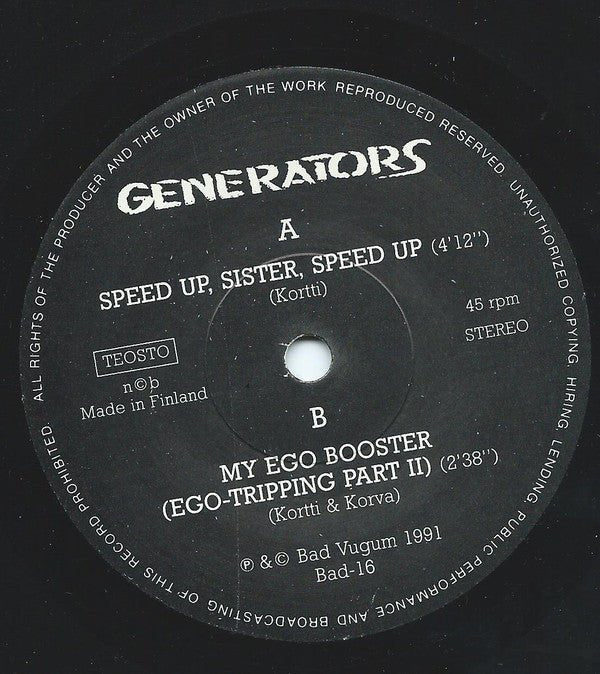 ALL RIGHTS OF THE PRODUCER AND THE OWNER OF THE WORK REPRODUCED RESERVED. UNAUTHORIZED COPYING, HIRING, LENDING, PUBLIC PERFORMANCE AND BROADCASTING OF THIS RECORD PROHIBITED
GENERATORS
A
SPEED UP, SISTER, SPEED UP (4'12'')
(Kortti)
45 rpm
STEREO
TEOSTO
n©b
Made in Finland
B
MY EGO BOOSTER
(EGO-TRIPPING PART II) (2'38'')
(Kortti & Korva)
℗ & © Bad Vugum 1991
Bad-16